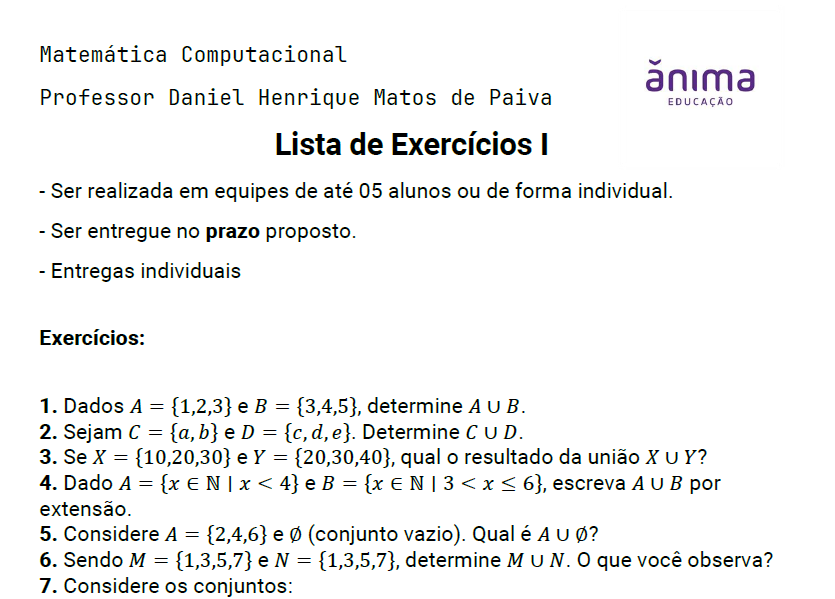 Matemática Computacional
Professor Daniel Henrique Matos de Paiva
ănıma
EDUCAÇÃO
Lista de Exercícios I
- Ser realizada em equipes de até 05 alunos ou de forma individual.
- Ser entregue no prazo proposto.
- Entregas individuais
Exercícios:
1. Dados A = {1,2,3} e B = {3,4,5}, determine A ∪ B.
2. Sejam C = {a, b} e D = {c, d, e}. Determine C ∪ D.
3. Se X = {10,20,30} e Y = {20,30,40}, qual o resultado da união X ∪ Y?
4. Dado A = {x ∈ ℕ ∣ x < 4} e B = {x ∈ ℕ ∣ 3 < x ≤ 6}, escreva A ∪ B por
extensão.
5. Considere A = {2,4,6} e ∅ (conjunto vazio). Qual é A ∪ ∅?
6. Sendo M = {1,3,5,7} e N = {1,3,5,7}, determine M ∪ N. O que você observa?
7. Considere os conjuntos: